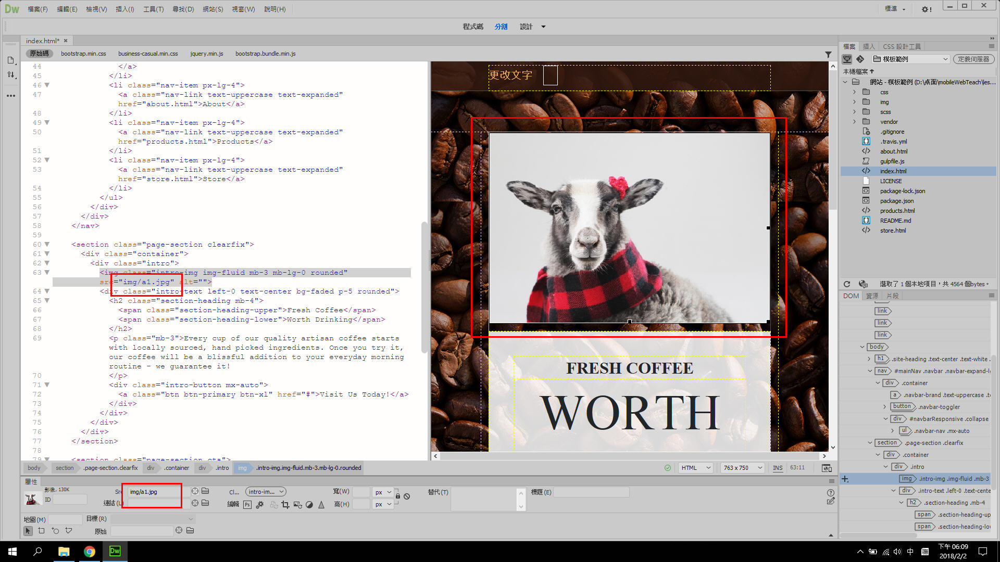 Dw 檔案(F) 編輯(E) 檢視(V) 插入(I) 工具(T) 尋找(D) 網站(S) 視窗(W) 說明(H) 標準
程式碼 分割 設計
index.html* ×
原始碼 bootstrap.min.css business-casual.min.css jquery.min.js bootstrap.bundle.min.js
44 </a>
45 </li>
46 <li class="nav-item px-lg-4">
47 <a class="nav-link text-uppercase text-expanded"
href="about.html">About</a>
48 </li>
49 <li class="nav-item px-lg-4">
50 <a class="nav-link text-uppercase text-expanded"
href="products.html">Products</a>
51 </li>
52 <li class="nav-item px-lg-4">
53 <a class="nav-link text-uppercase text-expanded"
href="store.html">Store</a>
54 </li>
55 </ul>
56 </div>
57 </div>
58 </nav>
59
60 <section class="page-section clearfix">
61 <div class="container">
62 <div class="intro">
63 <img class="intro-img img-fluid mb-3 mb-lg-0 rounded"
src="img/a1.jpg" alt="">
64 <div class="intro-text left-0 text-center bg-faded p-5 rounded">
65 <h2 class="section-heading mb-4">
66 <span class="section-heading-upper">Fresh Coffee</span>
67 <span class="section-heading-lower">Worth Drinking</span>
68 </h2>
69 <p class="mb-3">Every cup of our quality artisan coffee starts
with locally sourced, hand picked ingredients. Once you try it,
our coffee will be a blissful addition to your everyday morning
routine - we guarantee it!
70 </p>
71 <div class="intro-button mx-auto">
72 <a class="btn btn-primary btn-xl" href="#">Visit Us Today!</a>
73 </div>
74 </div>
75 </div>
76 </div>
77 </section>
78
79 <section class="page-section cta">
更改文字
FRESH COFFEE
WORTH
body section .page-section.clearfix div .container div .intro img .intro-img.img-fluid.mb-3.mb-lg-0.rounded
HTML 763 x 750 INS 63:11
屬性
影像, 130K
ID
Src img/a1.jpg
連結(L)
Cl... intro-im...
編輯 Ps
寬(W) px
高(H) px
替代(T)
標題(E)
地圖(M)
目標(R)
原始
檔案 插入 CSS 設計工具
模板範例 定義伺服器
本機檔案
網站 - 模板範例 (D:\桌面\mobileWebTeach\les...
css
img
scss
vendor
.gitignore
.travis.yml
about.html
gulpfile.js
index.html
LICENSE
package-lock.json
package.json
products.html
README.md
store.html
選取了 1 個本地項目，共 4564 個bytes。
DOM 資源 片段
link
link
link
body
h1 .site-heading .text-center .text-white .
nav #mainNav .navbar .navbar-expand-l
div .container
a .navbar-brand .text-uppercase .t
button .navbar-toggler
div #navbarResponsive .collapse
ul .navbar-nav .mx-auto
section .page-section .clearfix
div .container
div .intro
img .intro-img .img-fluid .mb-3
div .intro-text .left-0 .text-cente
h2 .section-heading .mb-4
span .section-heading-up
span .section-heading-lo
Dw
中
下午 06:09
2018/2/2